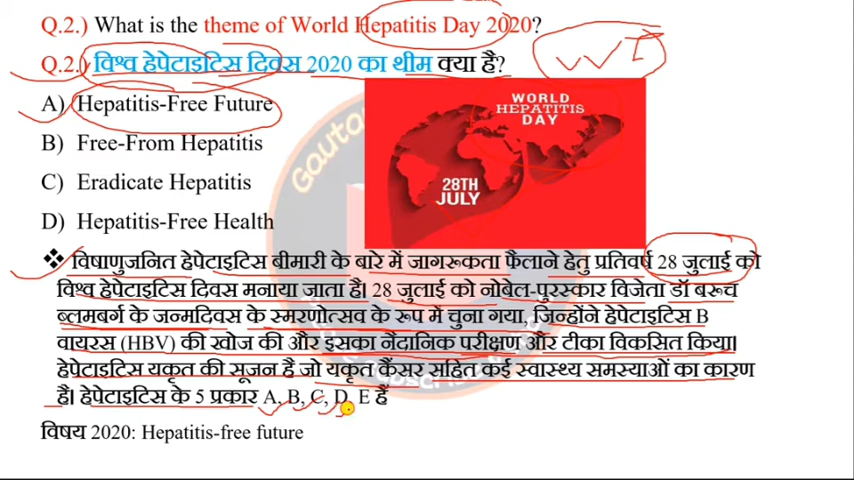 Q.2.) What is the theme of World Hepatitis Day 2020?
Q.2.) विश्व हेपेटाइटिस दिवस 2020 का थीम क्या है?
A) Hepatitis-Free Future
B) Free-From Hepatitis
C) Eradicate Hepatitis
D) Hepatitis-Free Health
WORLD
HEPATITIS
DAY
28TH
JULY
❖ विषाणुजनित हेपेटाइटिस बीमारी के बारे में जागरूकता फैलाने हेतु प्रतिवर्ष 28 जुलाई को
विश्व हेपेटाइटिस दिवस मनाया जाता है। 28 जुलाई को नोबेल-पुरस्कार विजेता डॉ बरूच
ब्लमबर्ग के जन्मदिवस के स्मरणोत्सव के रूप में चुना गया, जिन्होंने हेपेटाइटिस B
वायरस (HBV) की खोज की और इसका नैदानिक परीक्षण और टीका विकसित किया।
हेपेटाइटिस यकृत की सूजन है जो यकृत कैंसर सहित कई स्वास्थ्य समस्याओं का कारण
है। हेपेटाइटिस के 5 प्रकार A, B, C, D, E हैं
विषय 2020: Hepatitis-free future